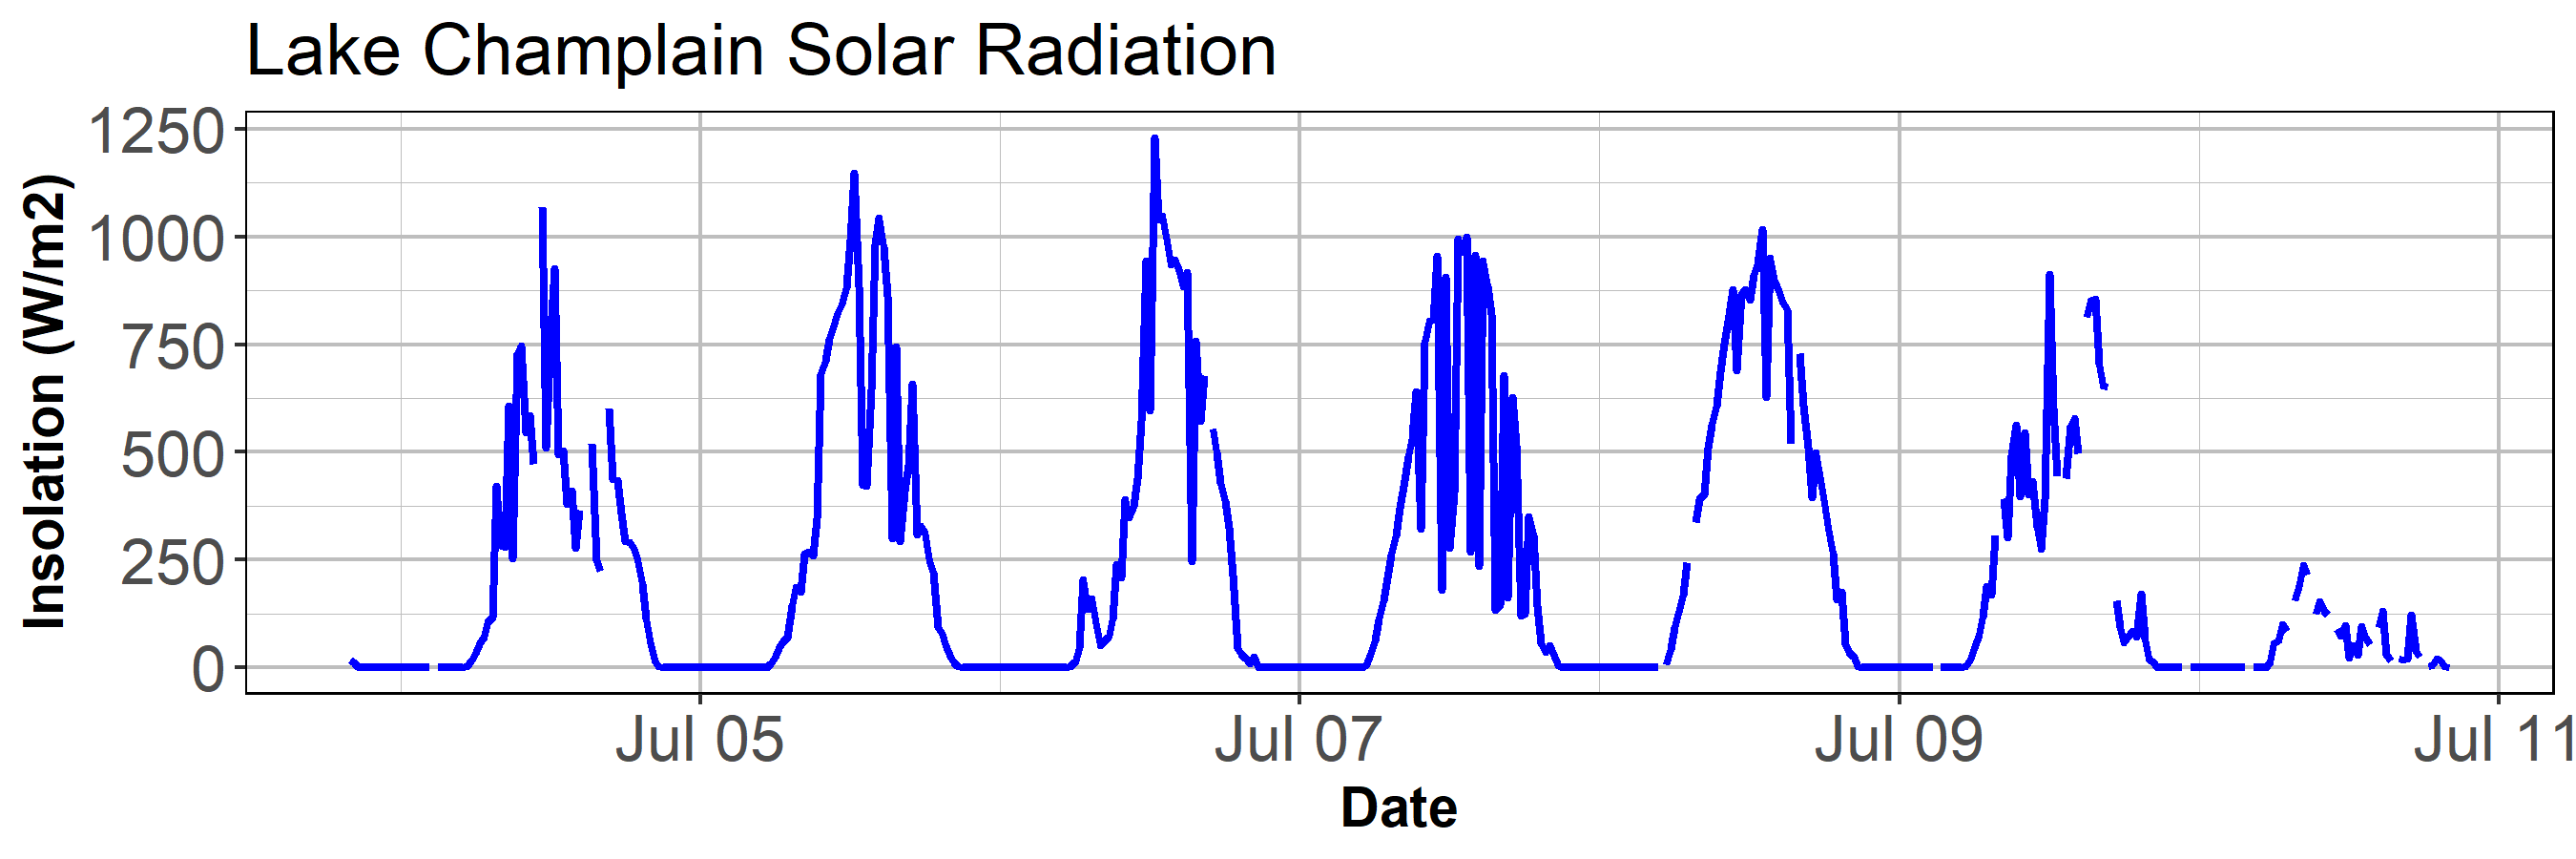 Lake Champlain Solar Radiation
1250
1000
750
500
250
0
Insolation (W/m2)
Jul 05
Jul 07
Jul 09
Jul 11
Date